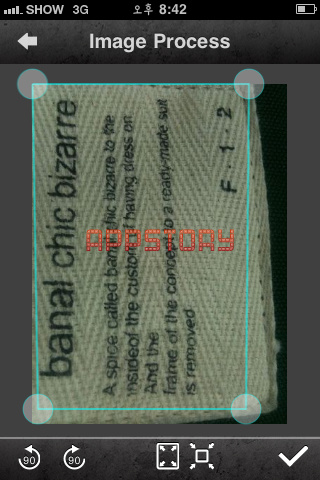 SHOW 3G 오후 8:42
Image Process
banal chic bizarre
A spice called banal chic bizarre to the
insideof the customer having dress on
And the
frame of the concept to a ready-made suit
is removed
F . 1 . 2
APPSTORY
90 90